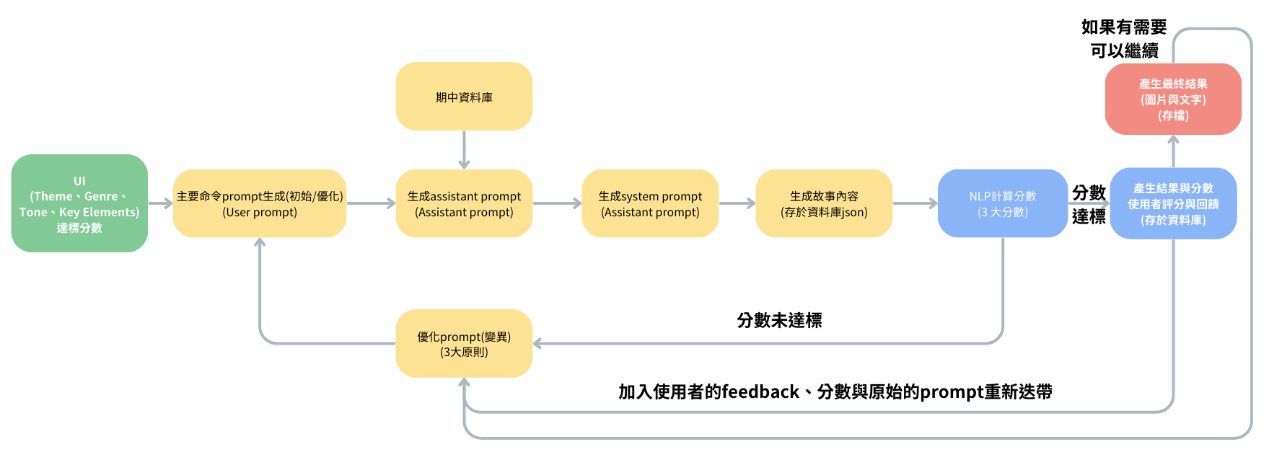 如果有需要
可以繼續
期中資料庫
產生最終結果
(圖片與文字)
(存檔)
UI
(Theme、Genre、
Tone、Key Elements)
達標分數
主要命令prompt生成(初始/優化)
(User prompt)
生成assistant prompt
(Assistant prompt)
生成system prompt
(Assistant prompt)
生成故事內容
(存於資料庫json)
NLP計算分數
(3 大分數)
分數
達標
產生結果與分數
使用者評分與回饋
(存於資料庫)
分數未達標
優化prompt(變異)
(3大原則)
加入使用者的feedback、分數與原始的prompt重新迭帶